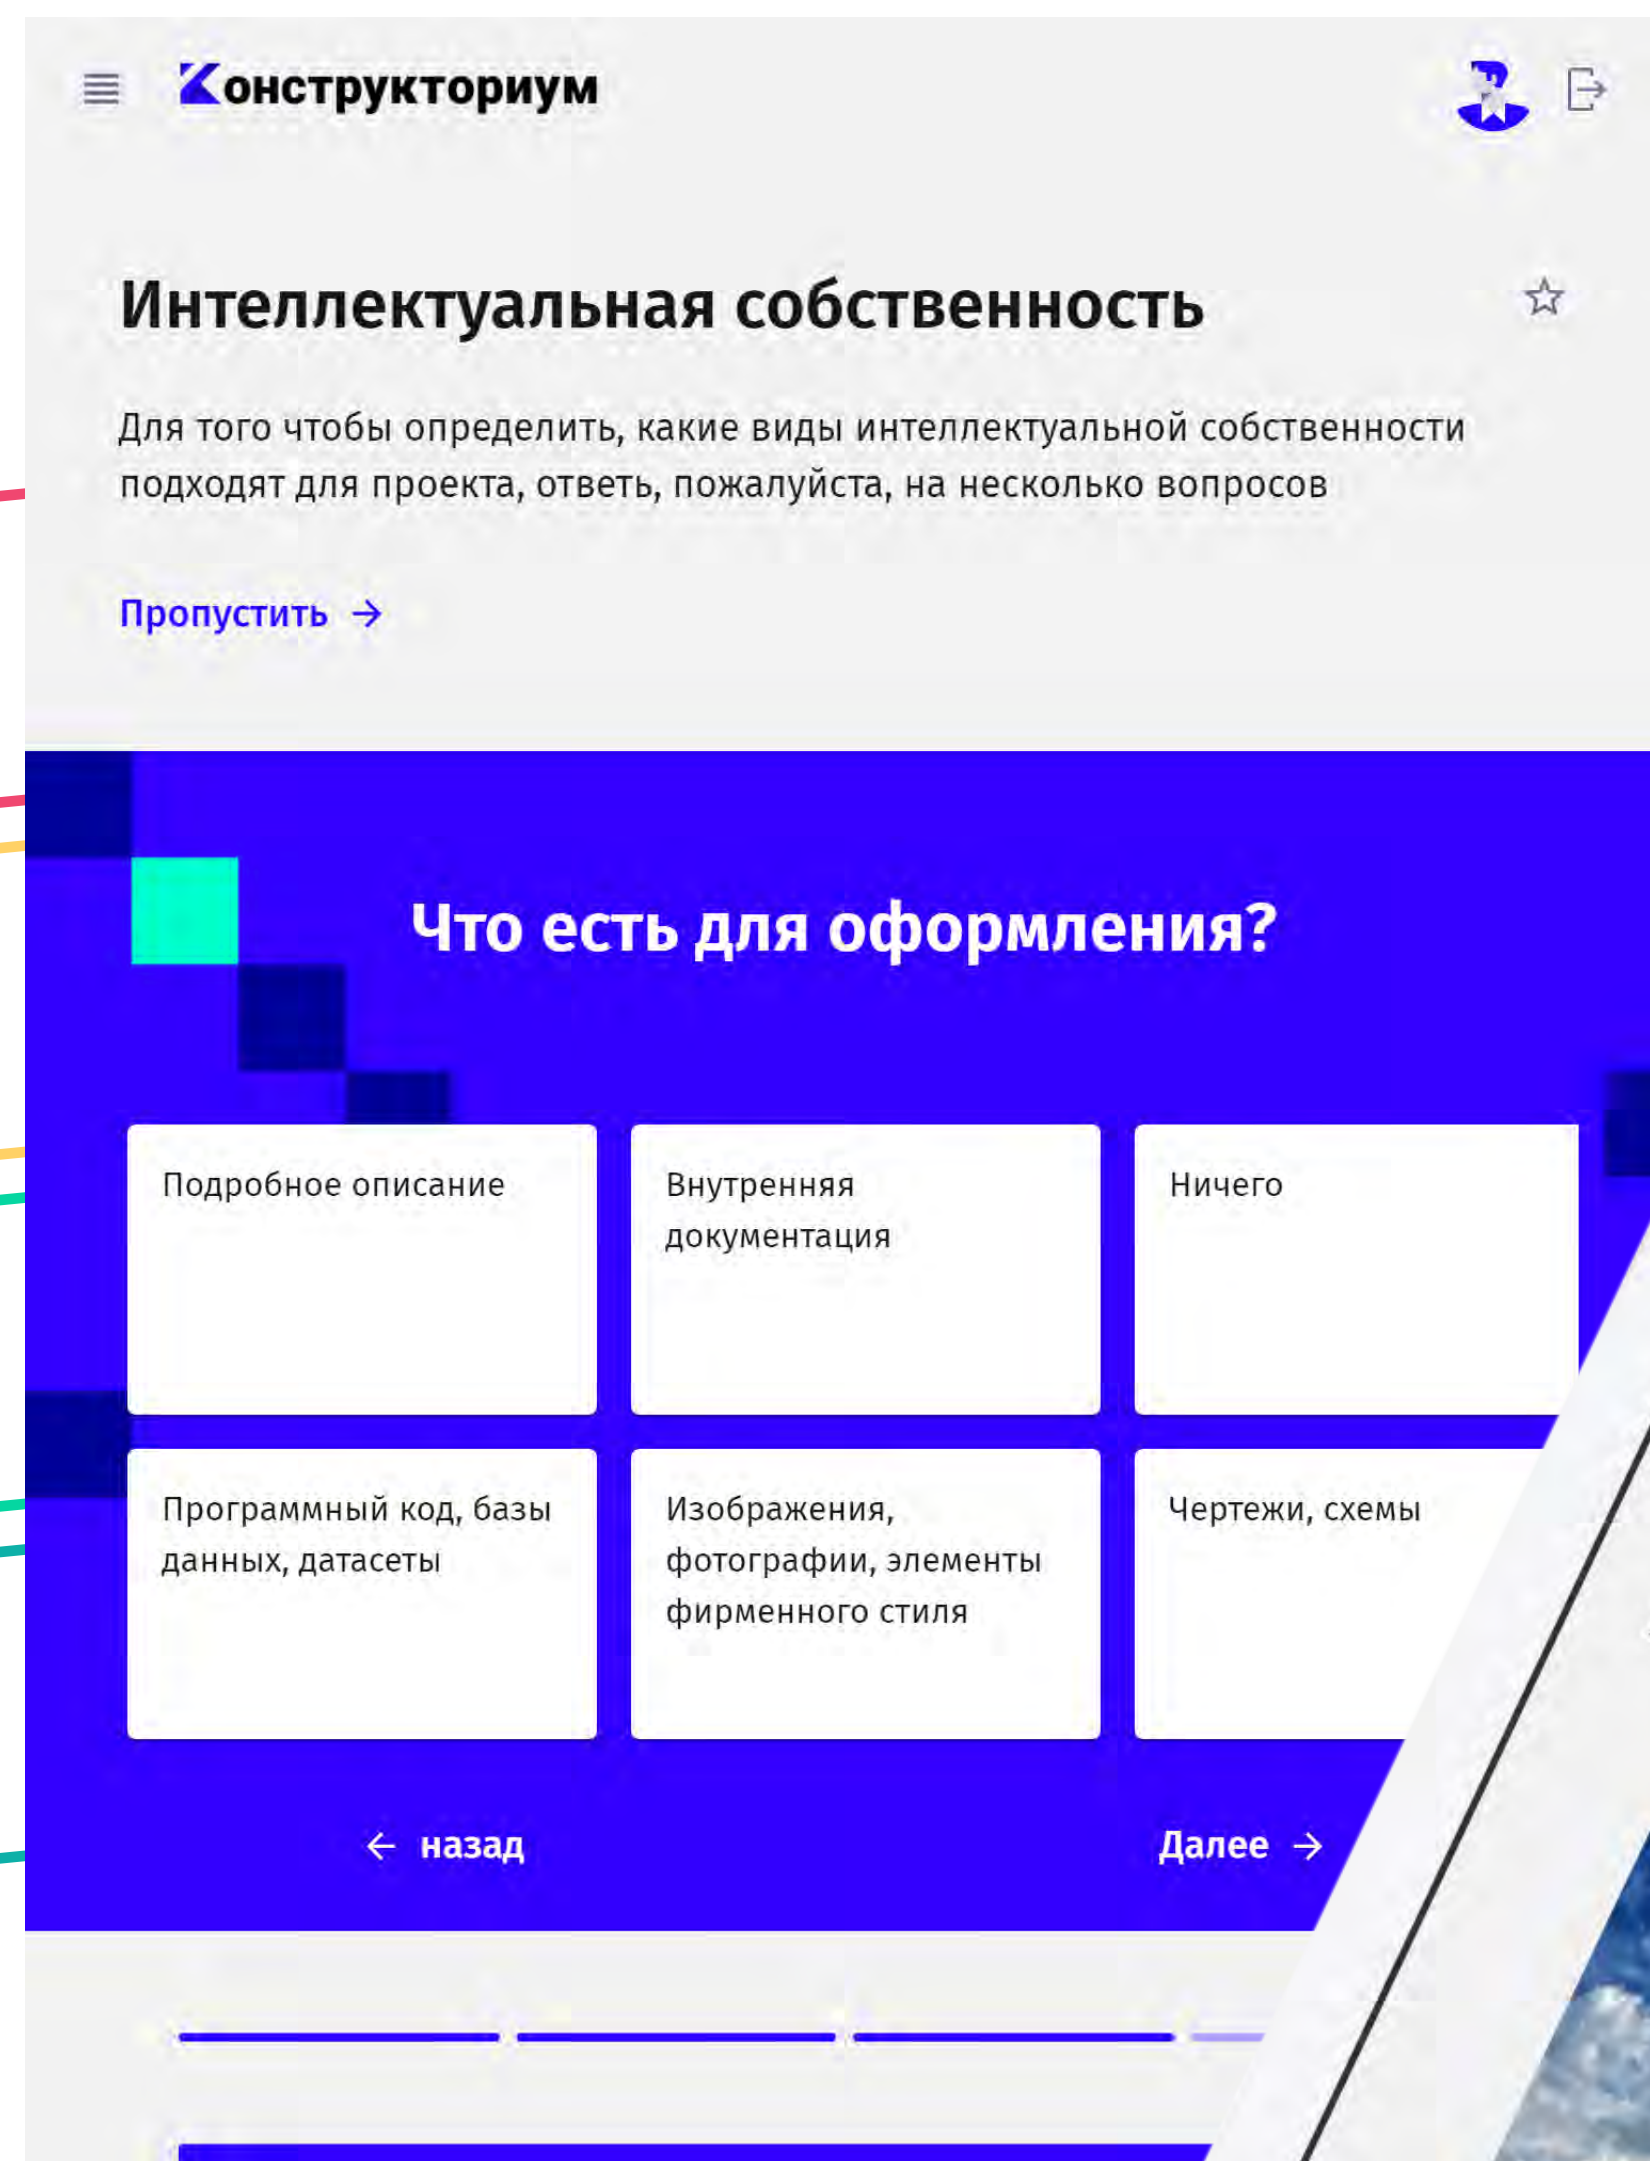 Конструкториум
Интеллектуальная собственность
Для того чтобы определить, какие виды интеллектуальной собственности
подходят для проекта, ответь, пожалуйста, на несколько вопросов
Пропустить →
Что есть для оформления?
Подробное описание
Внутренняя
документация
Ничего
Программный код, базы
данных, датасеты
Изображения,
фотографии, элементы
фирменного стиля
Чертежи, схемы
← назад
Далее →